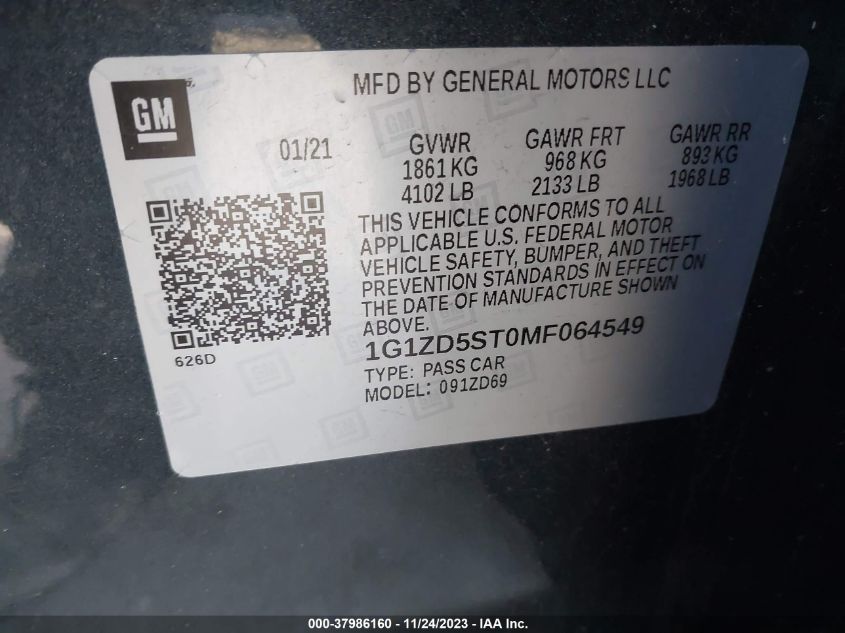 MFD BY GENERAL MOTORS LLC
GM
01/21
GVWR GAWR FRT GAWR RR
1861 KG 968 KG 893 KG
4102 LB 2133 LB 1968 LB
THIS VEHICLE CONFORMS TO ALL
APPLICABLE U.S. FEDERAL MOTOR
VEHICLE SAFETY, BUMPER, AND THEFT
PREVENTION STANDARDS IN EFFECT ON
THE DATE OF MANUFACTURE SHOWN
ABOVE.
626D
1G1ZD5ST0MF064549
TYPE: PASS CAR
MODEL: 091ZD69
000-37986160 - 11/24/2023 - IAAI Inc.